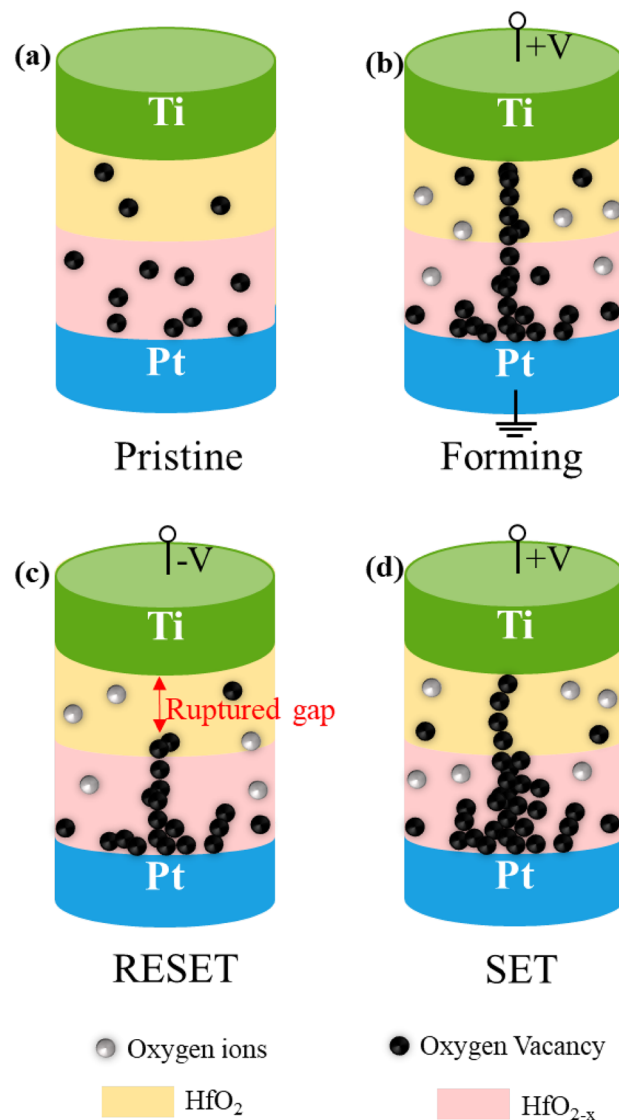 (a)
Ti
Pt
Pristine
(b)
+V
Ti
Pt
Forming
(c)
-V
Ti
Ruptured gap
Pt
RESET
(d)
+V
Ti
Pt
SET
Oxygen ions
Oxygen Vacancy
HfO₂
HfO₂₋ₓ